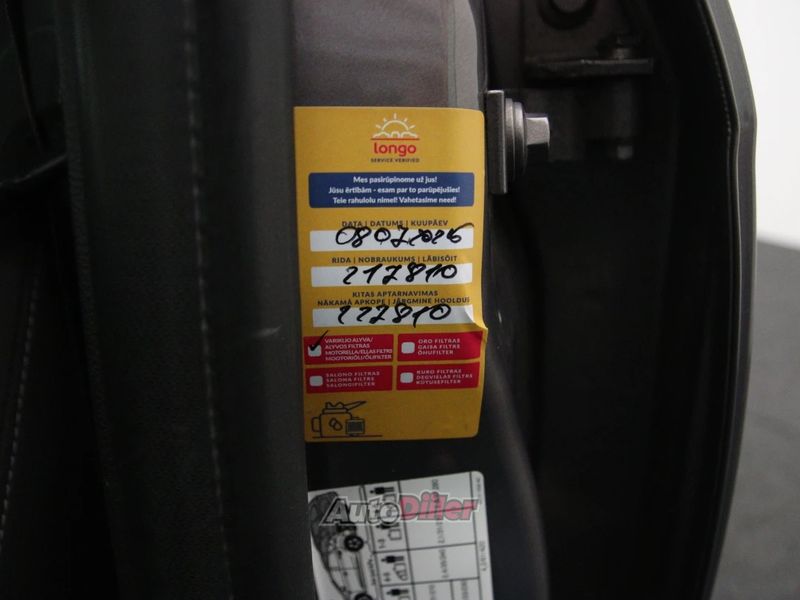 longo
SERVICE VERIFIED
Mes pasirūpinome už jus!
Jūsu ērtībām - esam par to parūpējušies!
Teie rahulolu nimel! Vahetasime need!
DATA | DATUMS | KUUPÄEV
08072026
RIDA | NOBRAUKUMS | LÄBISÕIT
217810
KITAS APTARNAVIMAS
NĀKAMĀ APKOPE | JÄRGMINE HOOLDUS
227810
VARIKLIO ALYVA/
ALYVOS FILTRAS
MOTOREĻĻA/EĻĻAS FILTRS
MOOTORIÕLI/ÕLIFILTER
ORO FILTRAS
GAISA FILTRS
ÕHUFILTER
SALONO FILTRAS
SALONA FILTRS
SALONGIFILTER
KURO FILTRAS
DEGVIELAS FILTRS
KÜTUSEFILTER
AutoDiiler